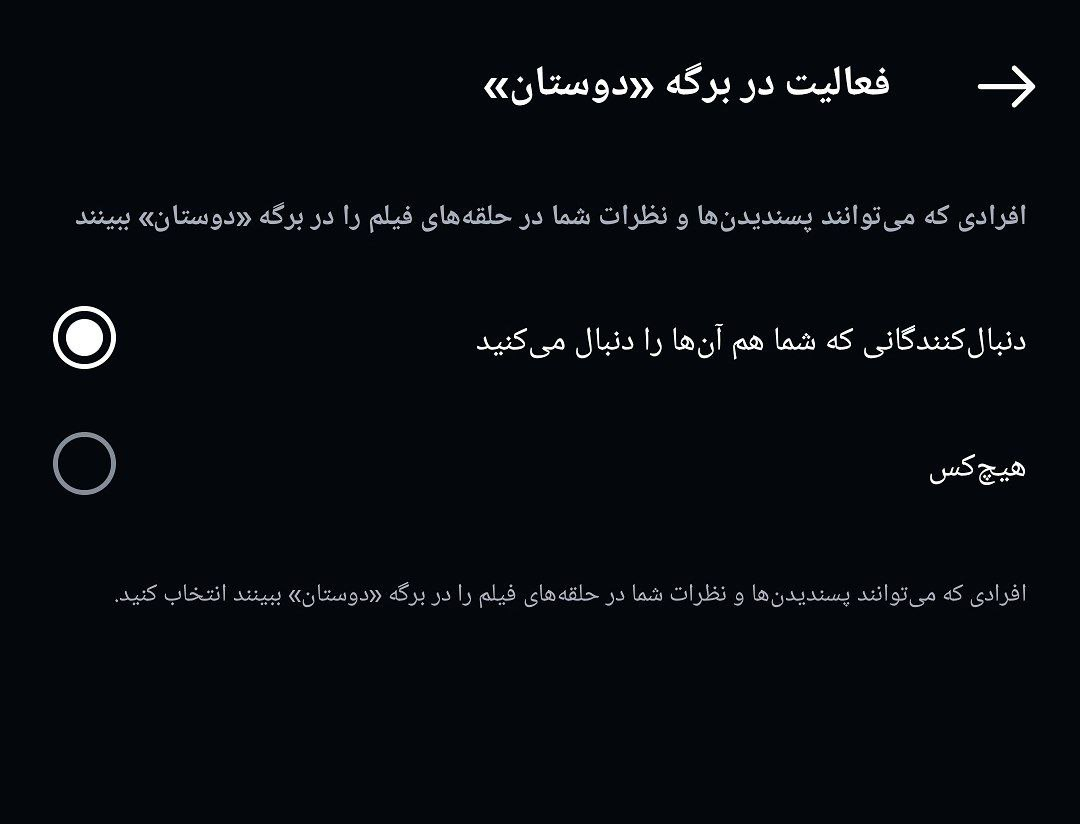 فعالیت در برگه «دوستان»
افرادی که می‌توانند پسندیدن‌ها و نظرات شما در حلقه‌های فیلم را در برگه «دوستان» ببینند
دنبال‌کنندگانی که شما هم آن‌ها را دنبال می‌کنید
هیچ‌کس
افرادی که می‌توانند پسندیدن‌ها و نظرات شما در حلقه‌های فیلم را در برگه «دوستان» ببینند انتخاب کنید.